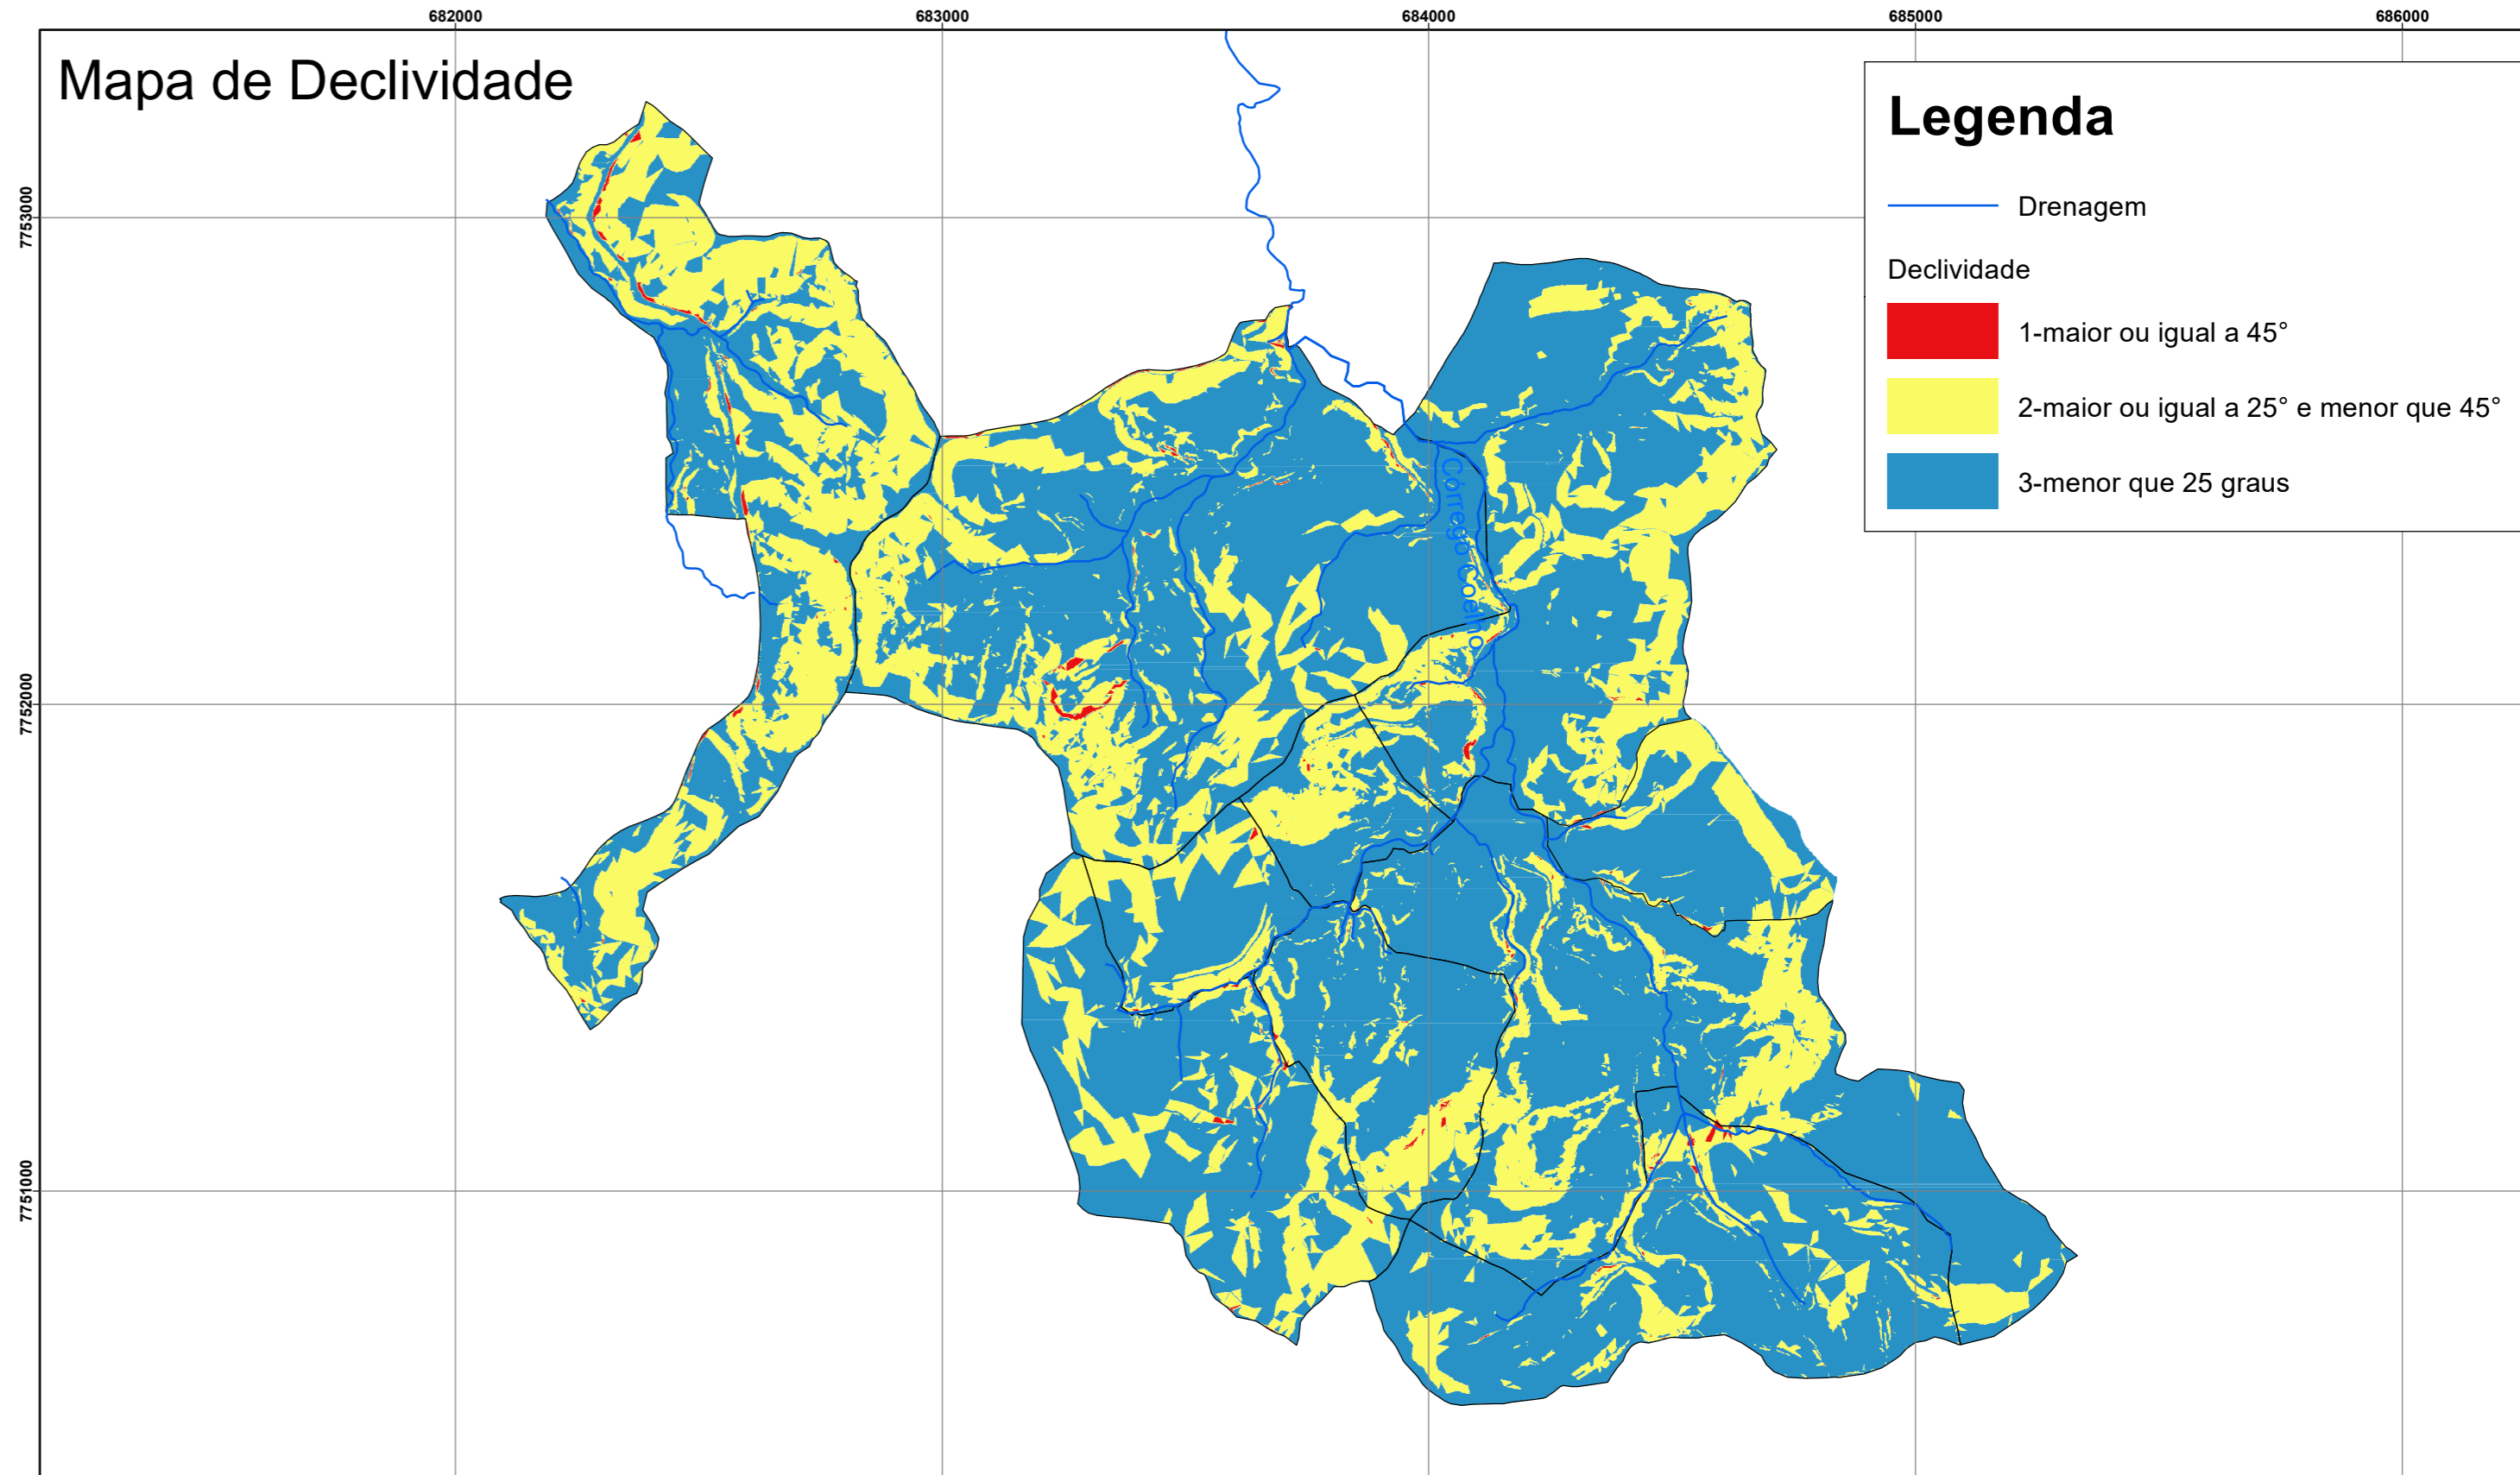 682000 683000 684000 685000 686000
Mapa de Declividade
Legenda
Drenagem
Declividade
1-maior ou igual a 45°
2-maior ou igual a 25° e menor que 45°
3-menor que 25 graus
7753000
7752000
7751000
Córrego Coelho